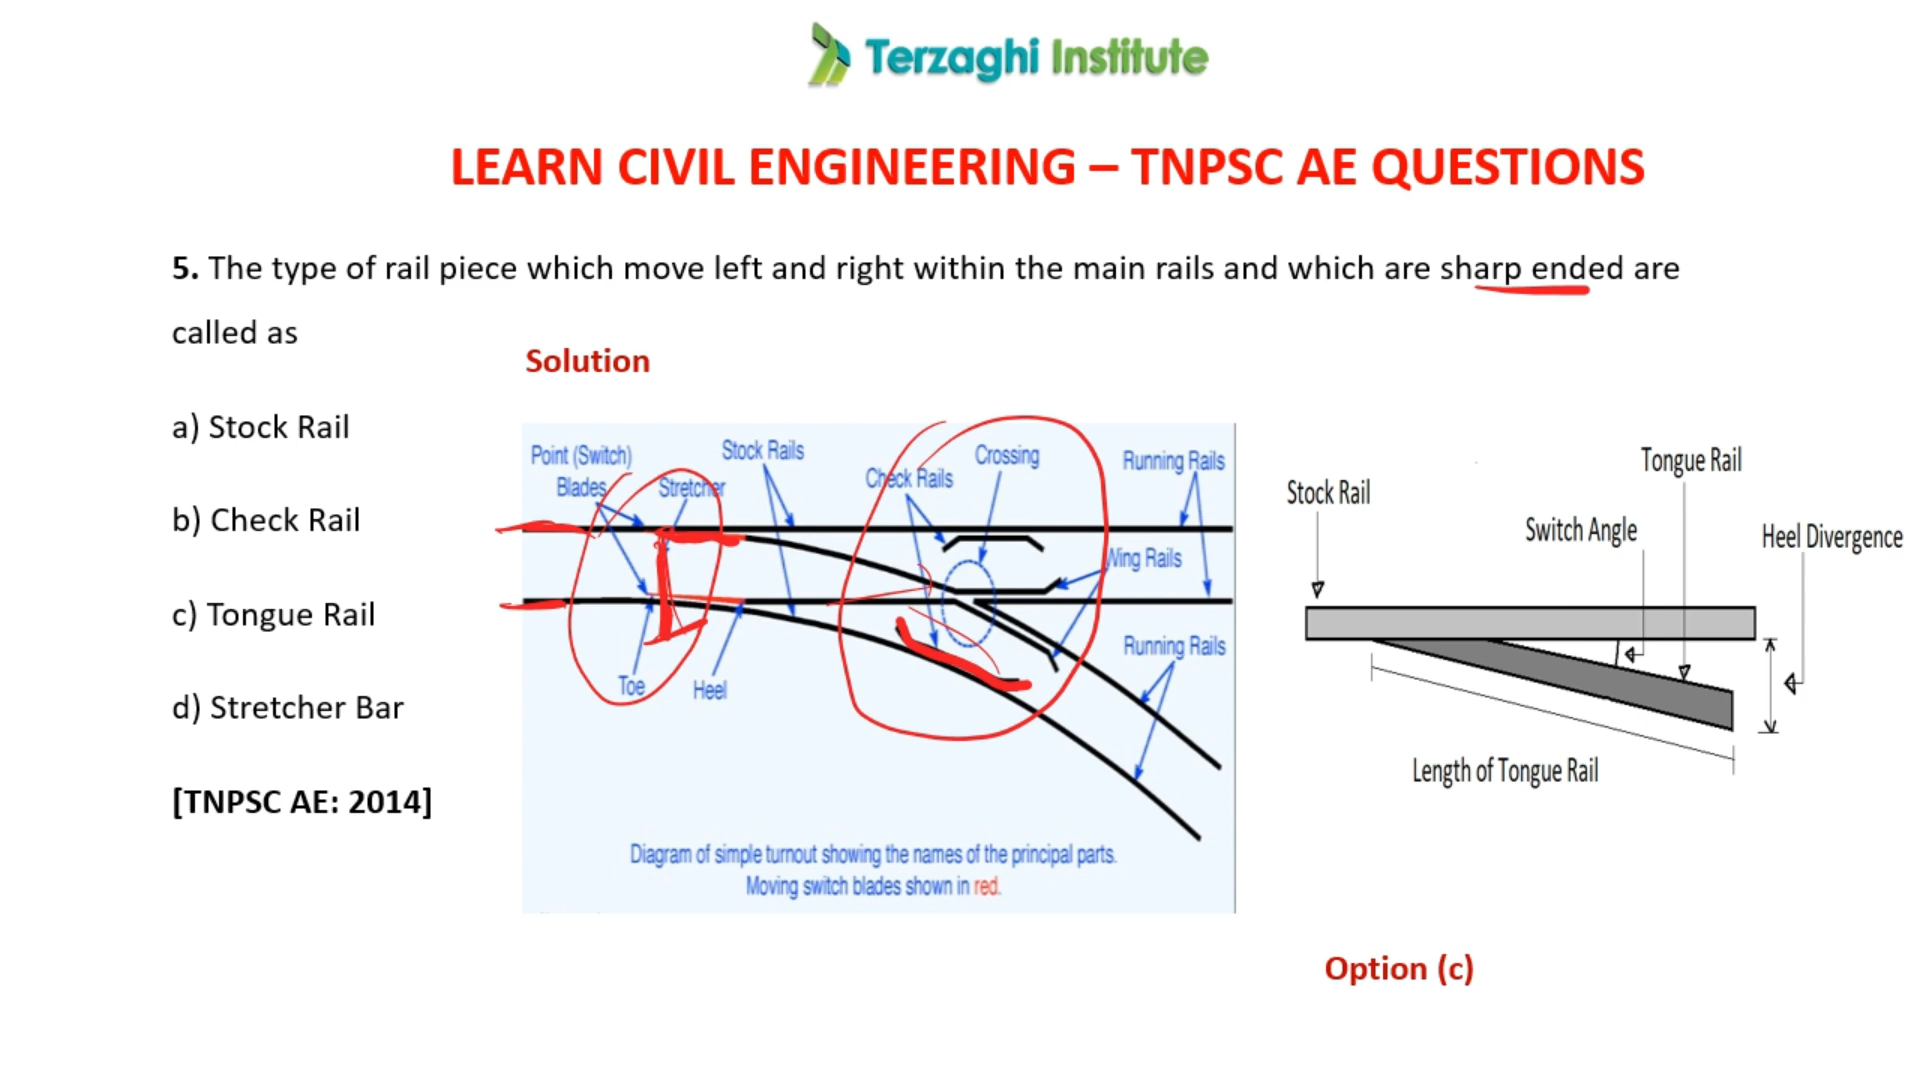 Terzaghi Institute
LEARN CIVIL ENGINEERING – TNPSC AE QUESTIONS
5. The type of rail piece which move left and right within the main rails and which are sharp ended are
called as
Solution
a) Stock Rail
b) Check Rail
c) Tongue Rail
d) Stretcher Bar
[TNPSC AE: 2014]
Point (Switch)
Blades
Stretcher
Stock Rails
Check Rails
Crossing
Running Rails
Wing Rails
Running Rails
Toe
Heel
Diagram of simple turnout showing the names of the principal parts.
Moving switch blades shown in red.
Stock Rail
Tongue Rail
Switch Angle
Heel Divergence
Length of Tongue Rail
Option (c)